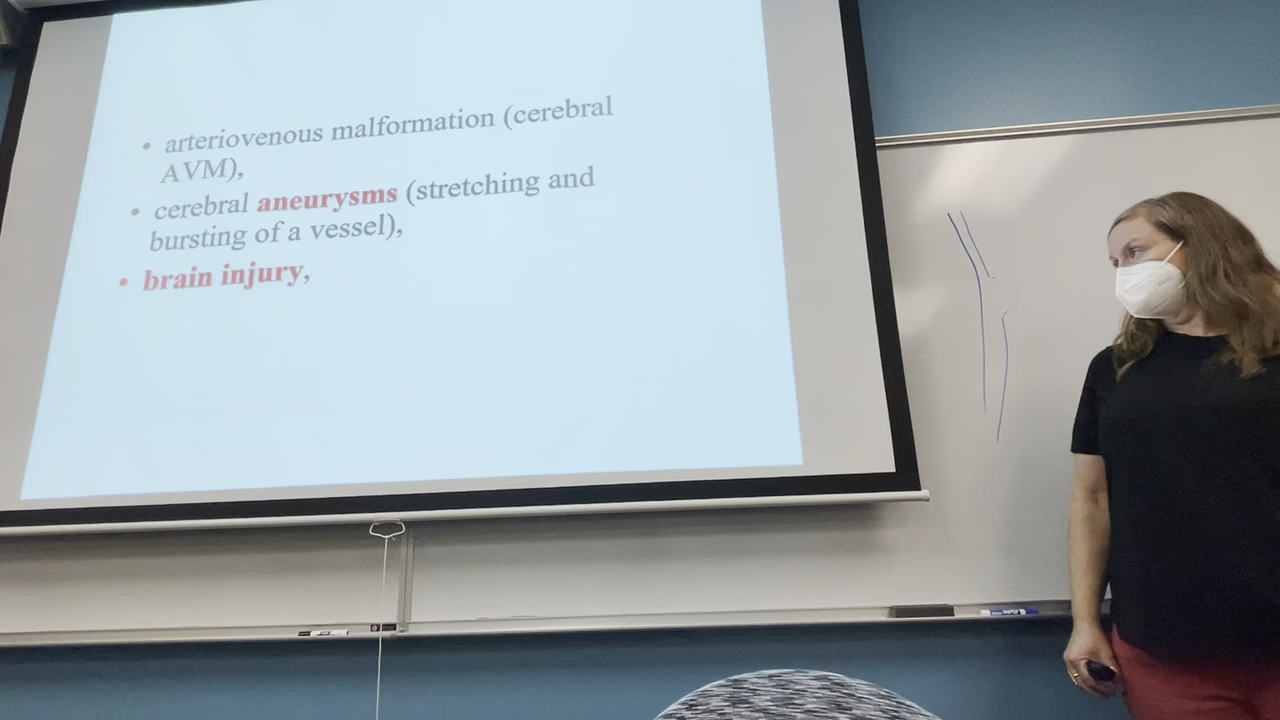 • arteriovenous malformation (cerebral
AVM),
• cerebral aneurysms (stretching and
bursting of a vessel),
• brain injury,